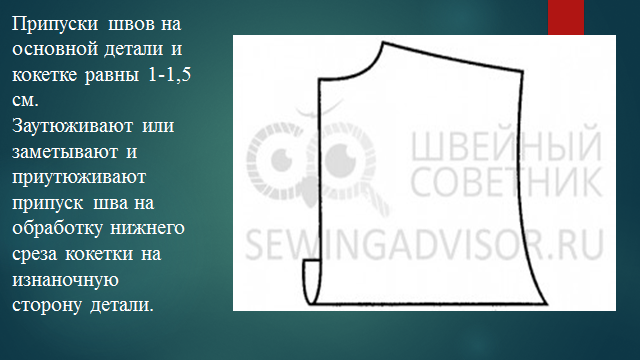 Припуски швов на
основной детали и
кокетке равны 1-1,5
см.
Заутюживают или
заметывают и
приутюживают
припуск шва на
обработку нижнего
среза кокетки на
изнаночную
сторону детали.
ШВЕЙНЫЙ
СОВЕТНИК
SEWINGADVISOR.RU